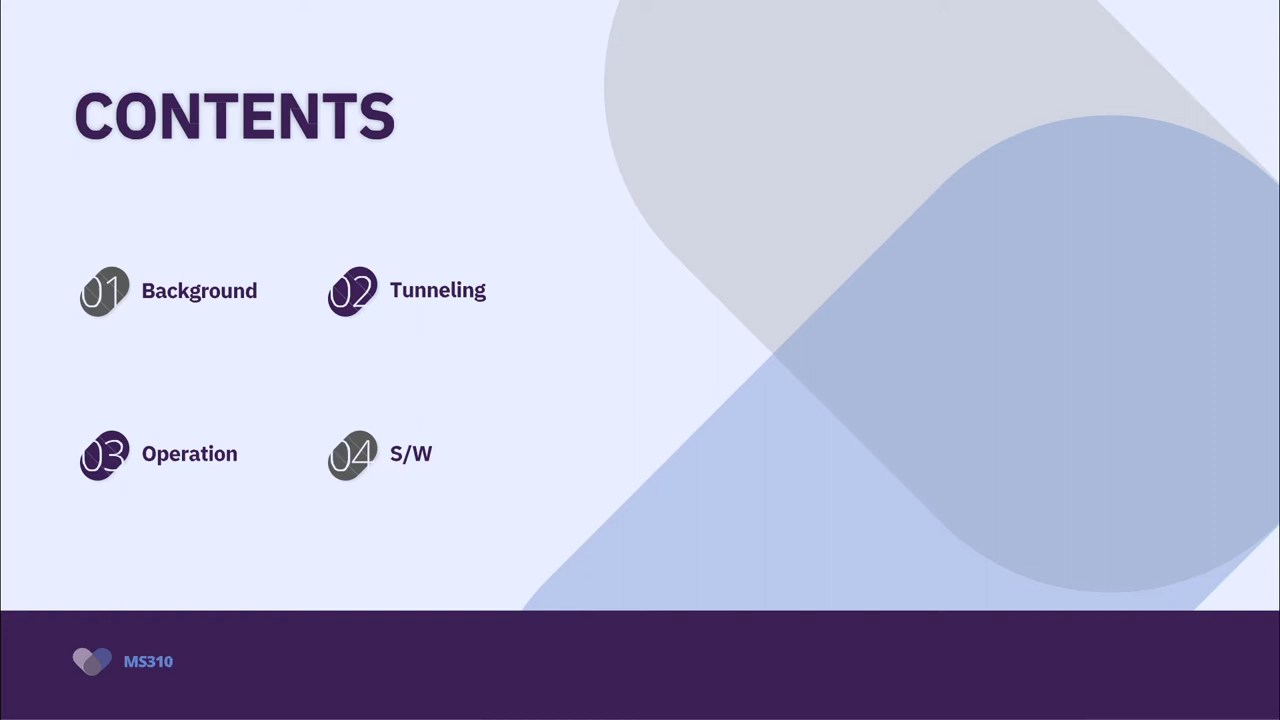 CONTENTS
01 Background
02 Tunneling
03 Operation
04 S/W
MS310